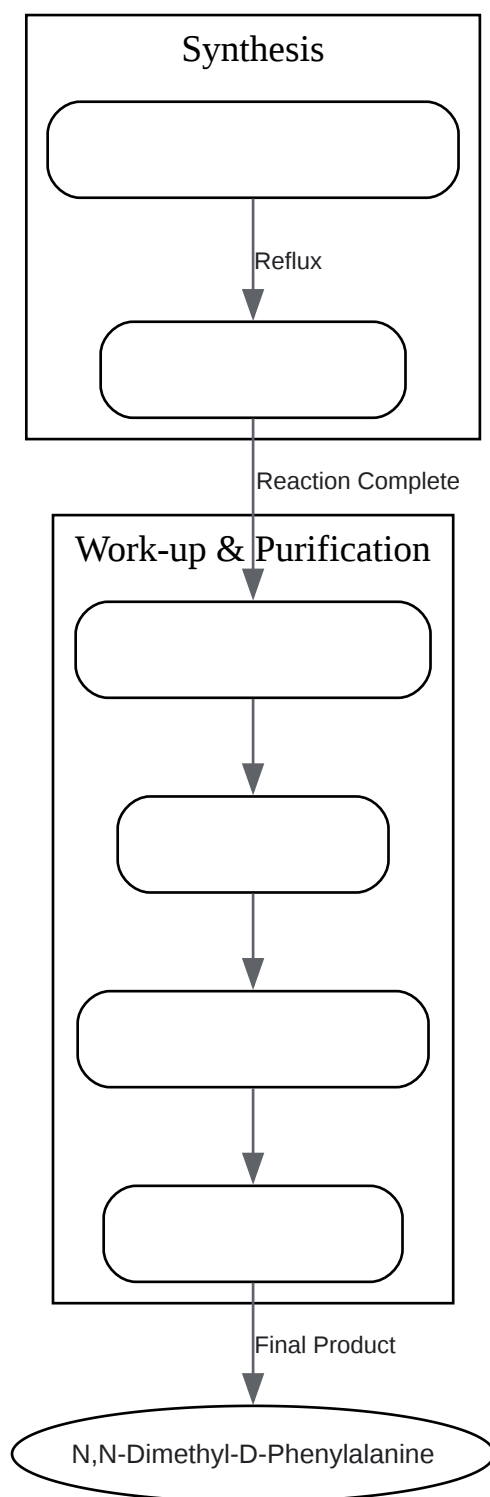 Synthesis
Reflux
Reaction Complete
Work-up & Purification
Final Product
N,N-Dimethyl-D-Phenylalanine